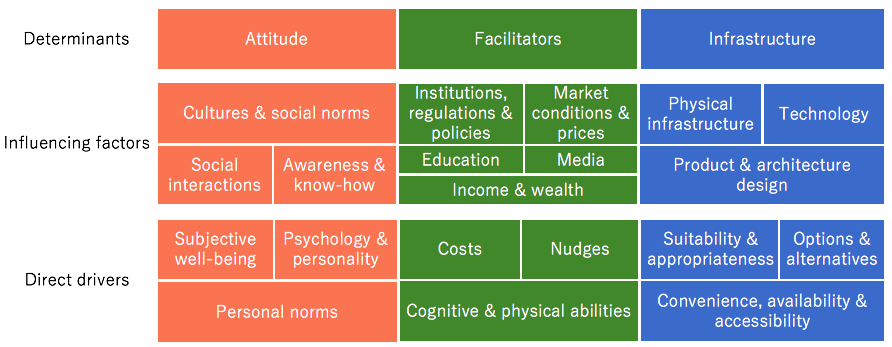 Determinants
Attitude
Facilitators
Infrastructure
Influencing factors
Cultures & social norms
Social
interactions
Awareness &
know-how
Institutions,
regulations &
policies
Market
conditions &
prices
Education
Media
Income & wealth
Physical
infrastructure
Technology
Product & architecture
design
Direct drivers
Subjective
well-being
Psychology &
personality
Personal norms
Costs
Nudges
Cognitive & physical abilities
Suitability &
appropriateness
Options &
alternatives
Convenience, availability &
accessibility